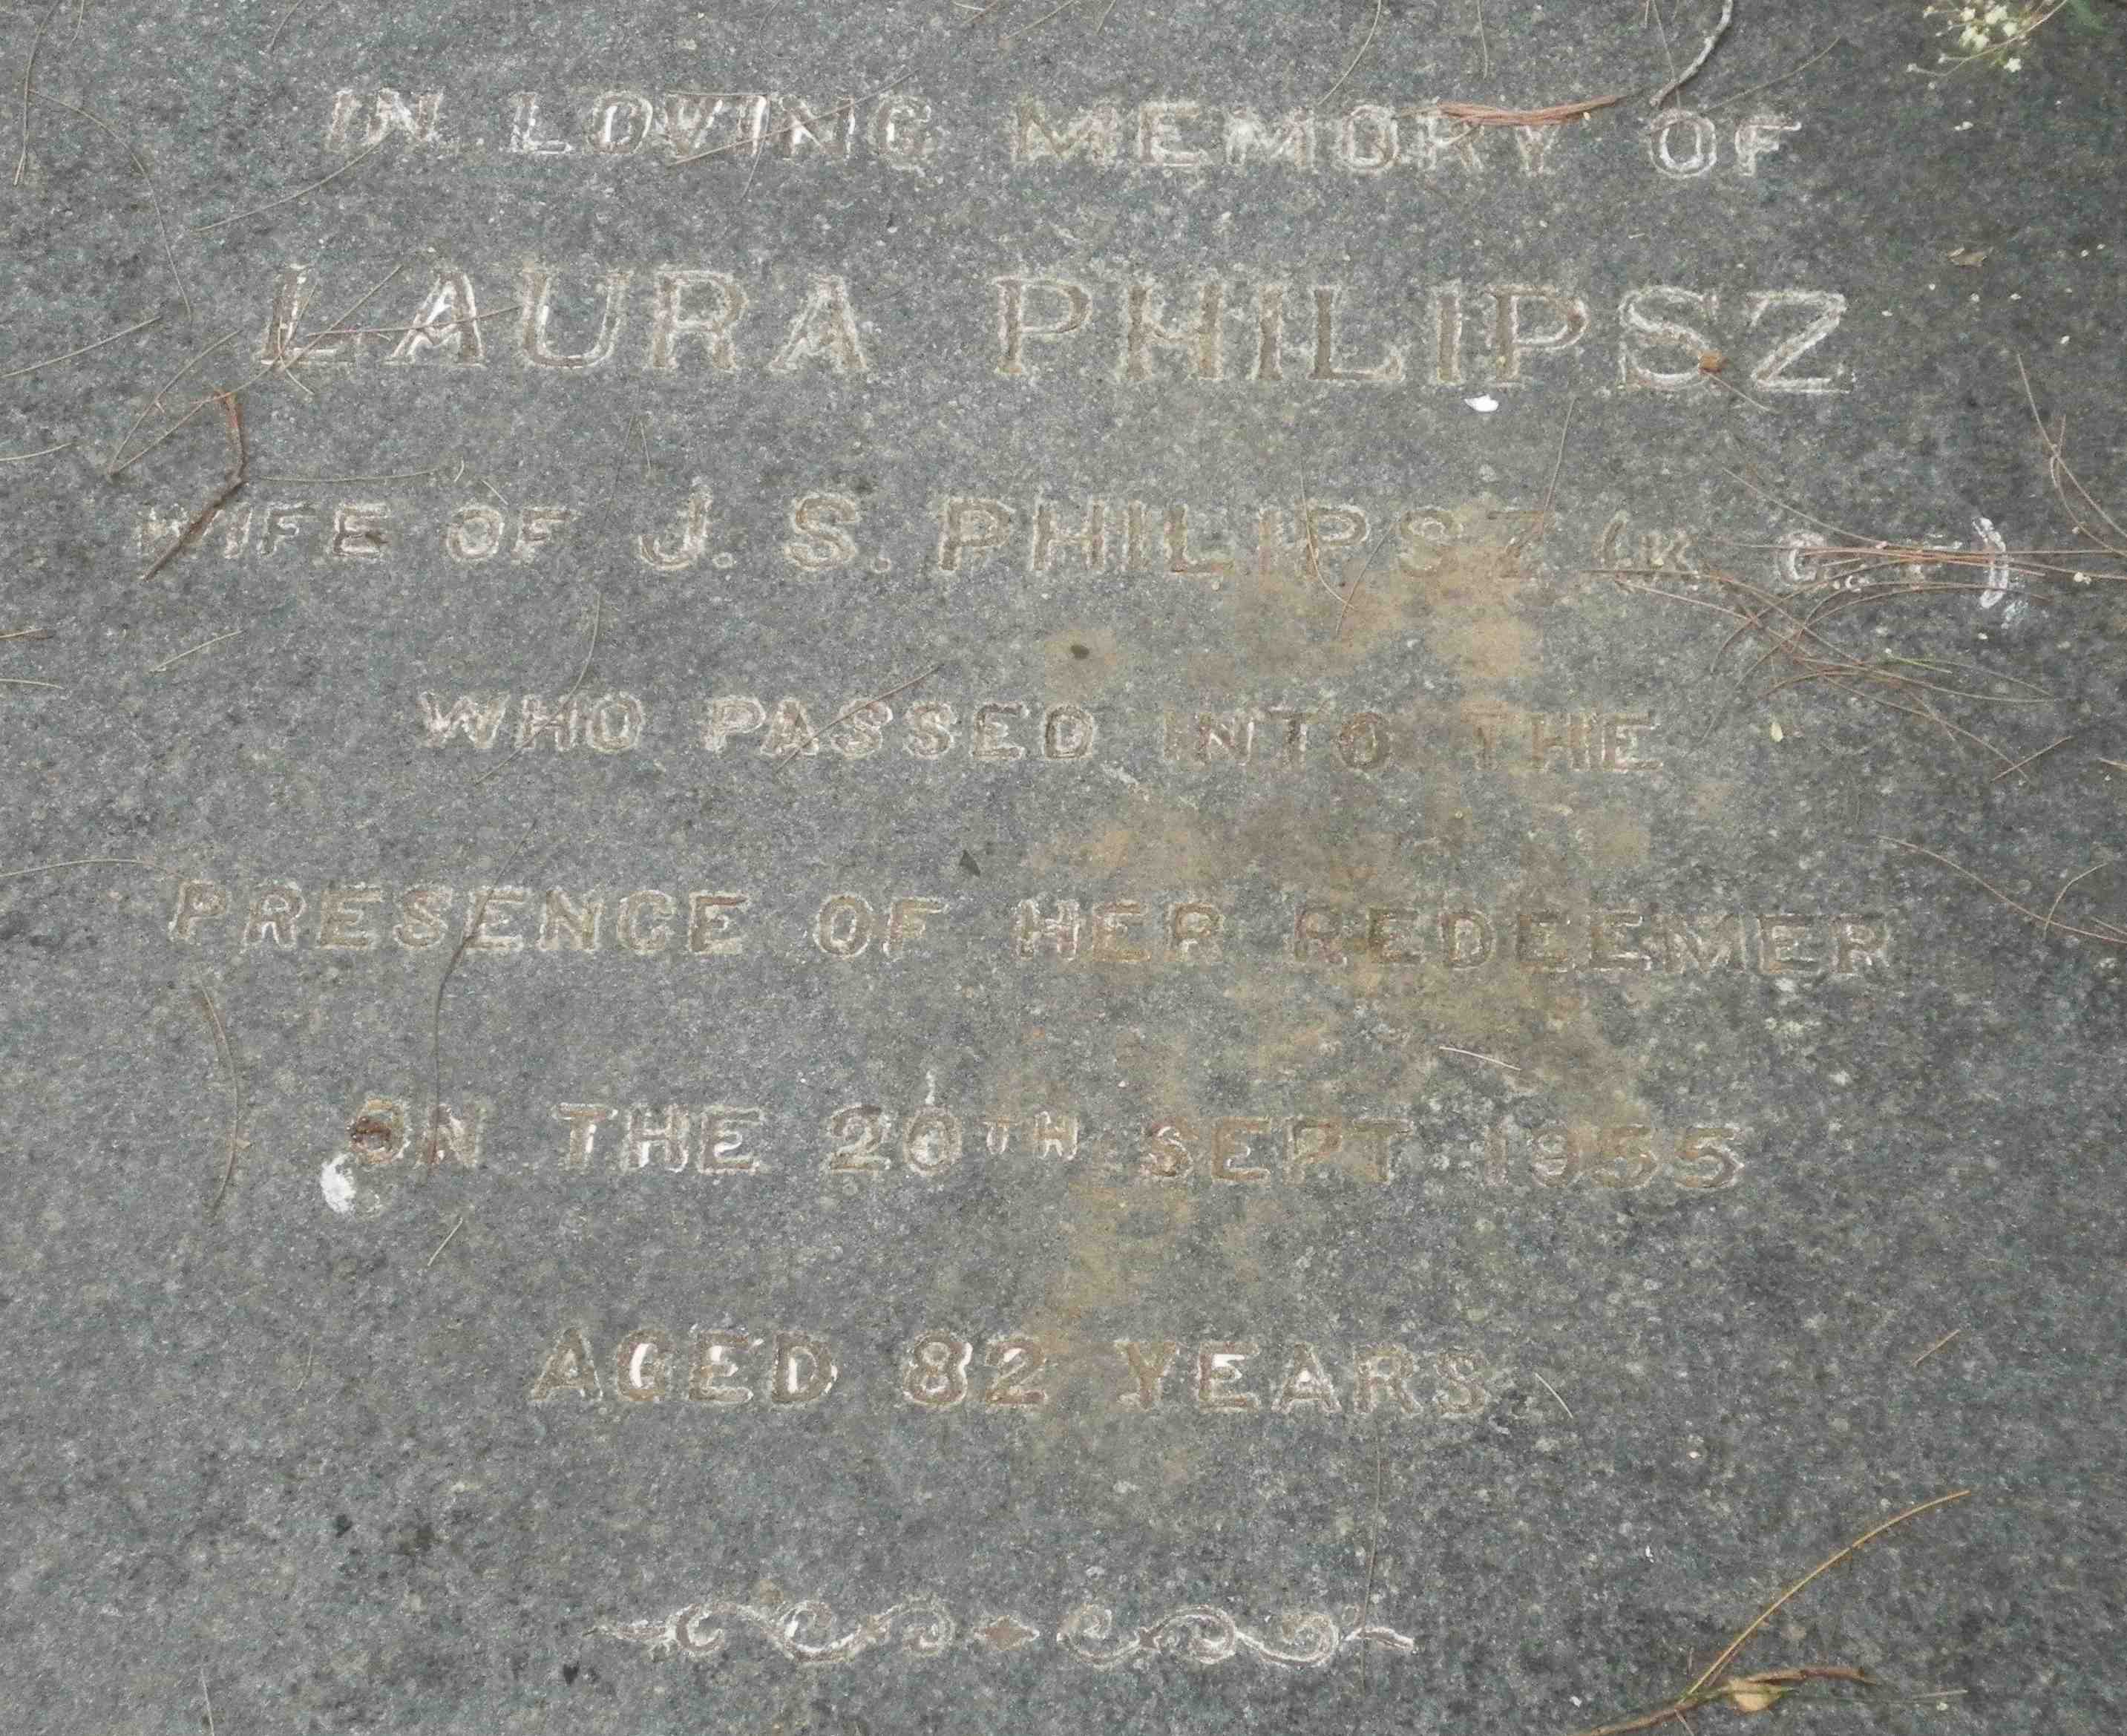 IN LOVING MEMORY OF
LAURA PHILIPSZ
WIFE OF J. S. PHILIPSZ (K
WHO PASSED INTO THE
PRESENCE OF HER REDEEMER
ON THE 20TH SEPT 1955
AGED 82 YEARS